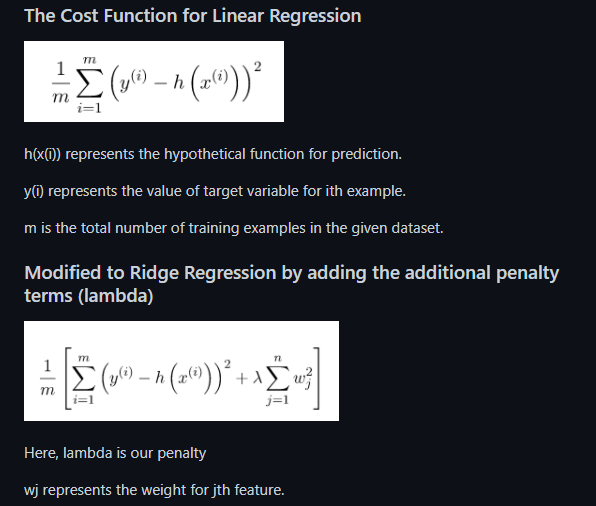 The Cost Function for Linear Regression
$\frac{1}{m} \sum_{i=1}^{m} \left( y^{(i)} - h\left( x^{(i)} \right) \right)^2$
h(x(i)) represents the hypothetical function for prediction.
y(i) represents the value of target variable for ith example.
m is the total number of training examples in the given dataset.
Modified to Ridge Regression by adding the additional penalty
terms (lambda)
$\frac{1}{m} \left[ \sum_{i=1}^{m} \left( y^{(i)} - h\left( x^{(i)} \right) \right)^2 + \lambda \sum_{j=1}^{n} w_j^2 \right]$
Here, lambda is our penalty
wj represents the weight for jth feature.